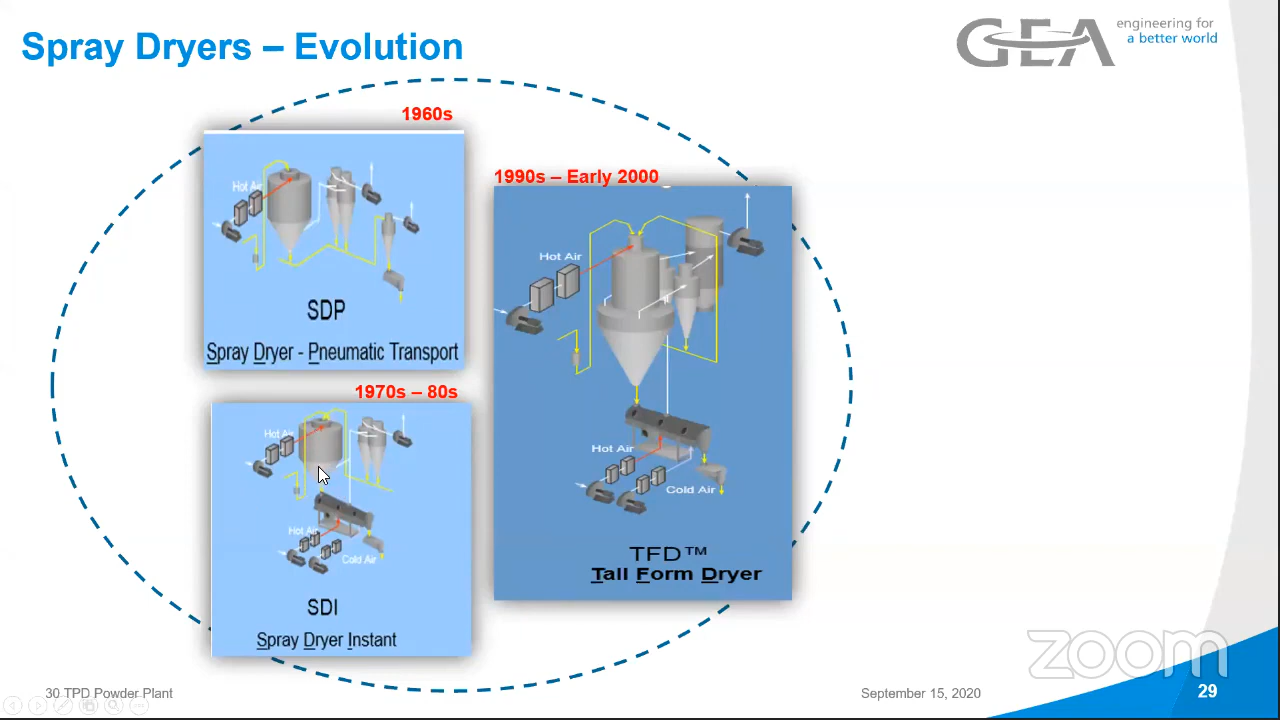 Spray Dryers – Evolution
GEA
engineering for
a better world
1960s
Hot Air
SDP
Spray Dryer - Pneumatic Transport
1970s – 80s
Hot Air
Hot Air
Cold Air
SDI
Spray Dryer Instant
1990s – Early 2000
Hot Air
Hot Air
Cold Air
TFD™
Tall Form Dryer
zoom
30 TPD Powder Plant
September 15, 2020
29